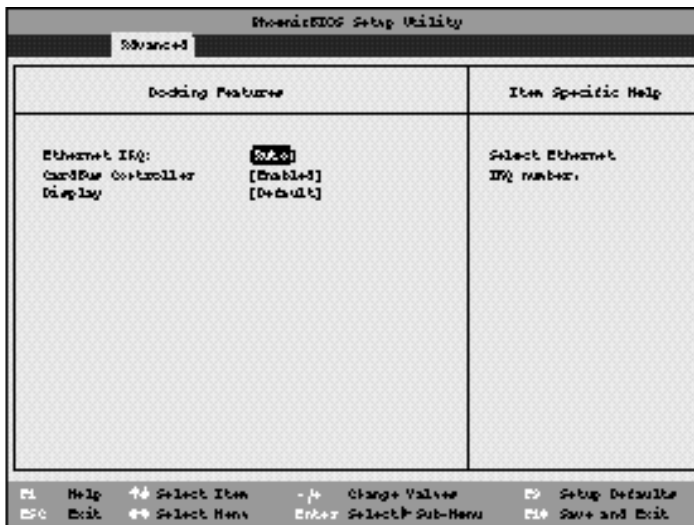 PhoenixBIOS Setup Utility
Advanced
Docking Features
Item Specific Help
Ethernet IRQ: [Auto]
CardBus Controller [Enabled]
Display [Default]
Select Ethernet
IRQ number.
F1 Help ↑↓ Select Item -/+ Change Values F9 Setup Defaults
ESC Exit ←→ Select Menu Enter Select ▶ Sub-Menu F10 Save and Exit